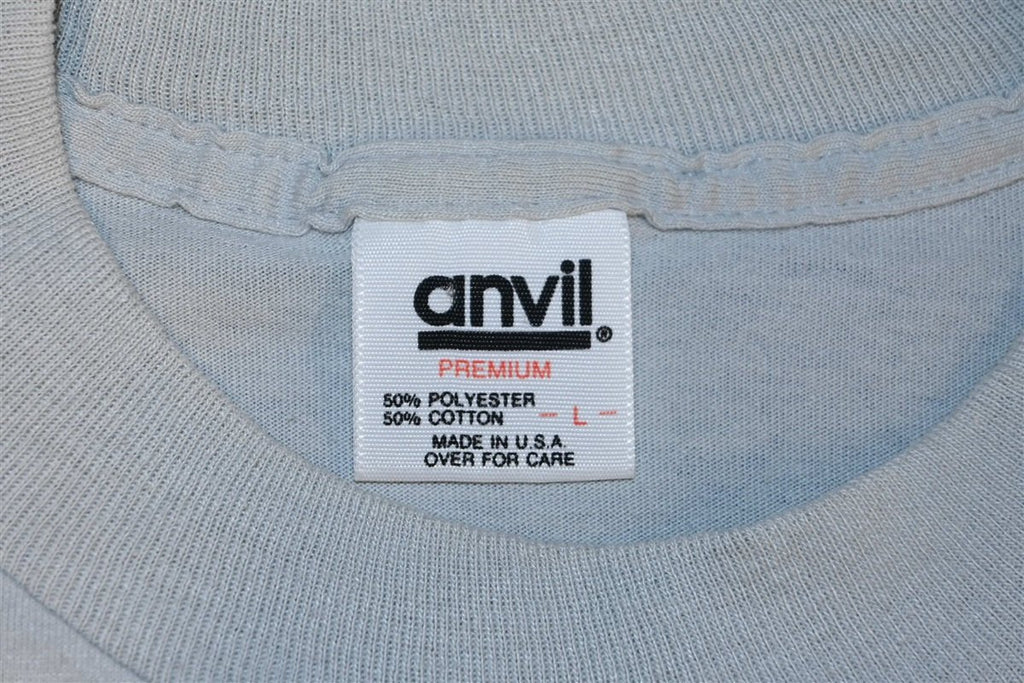 anvil®
PREMIUM
50% POLYESTER
50% COTTON - L -
MADE IN U.S.A.
OVER FOR CARE